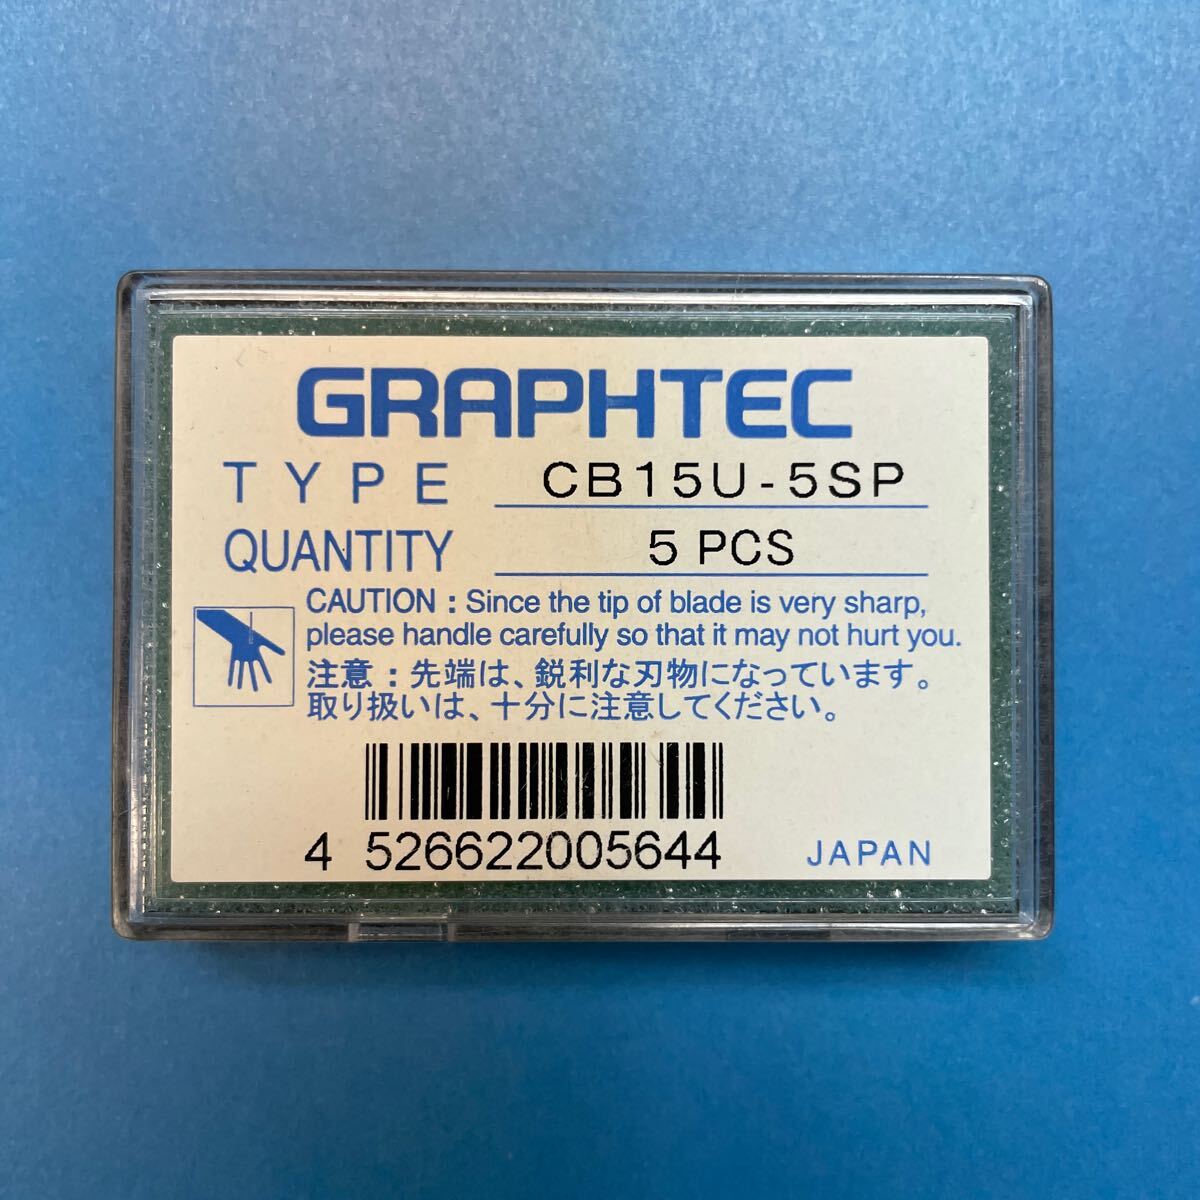 GRAPHTEC
TYPE CB15U-5SP
QUANTITY 5 PCS
CAUTION : Since the tip of blade is very sharp,
please handle carefully so that it may not hurt you.
注意：先端は、鋭利な刃物になっています。
取り扱いは、十分に注意してください。
4 526622005644
JAPAN